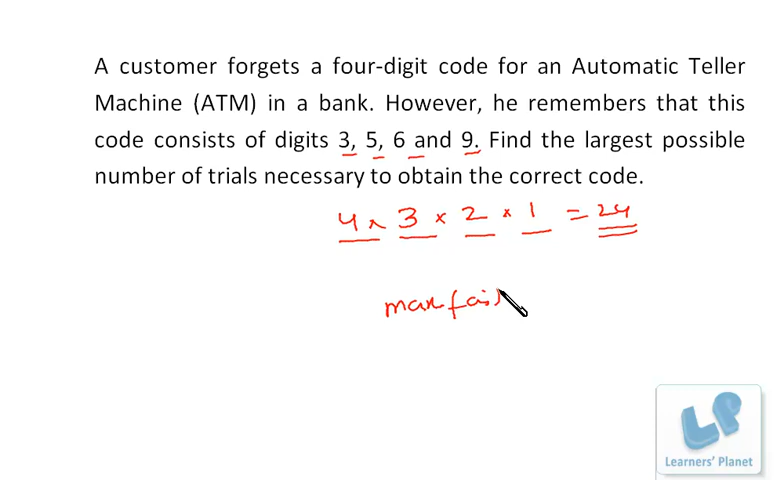 A customer forgets a four-digit code for an Automatic Teller
Machine (ATM) in a bank. However, he remembers that this
code consists of digits 3, 5, 6 and 9. Find the largest possible
number of trials necessary to obtain the correct code.
4 × 3 × 2 × 1 = 24
max fail
LP
Learners' Planet